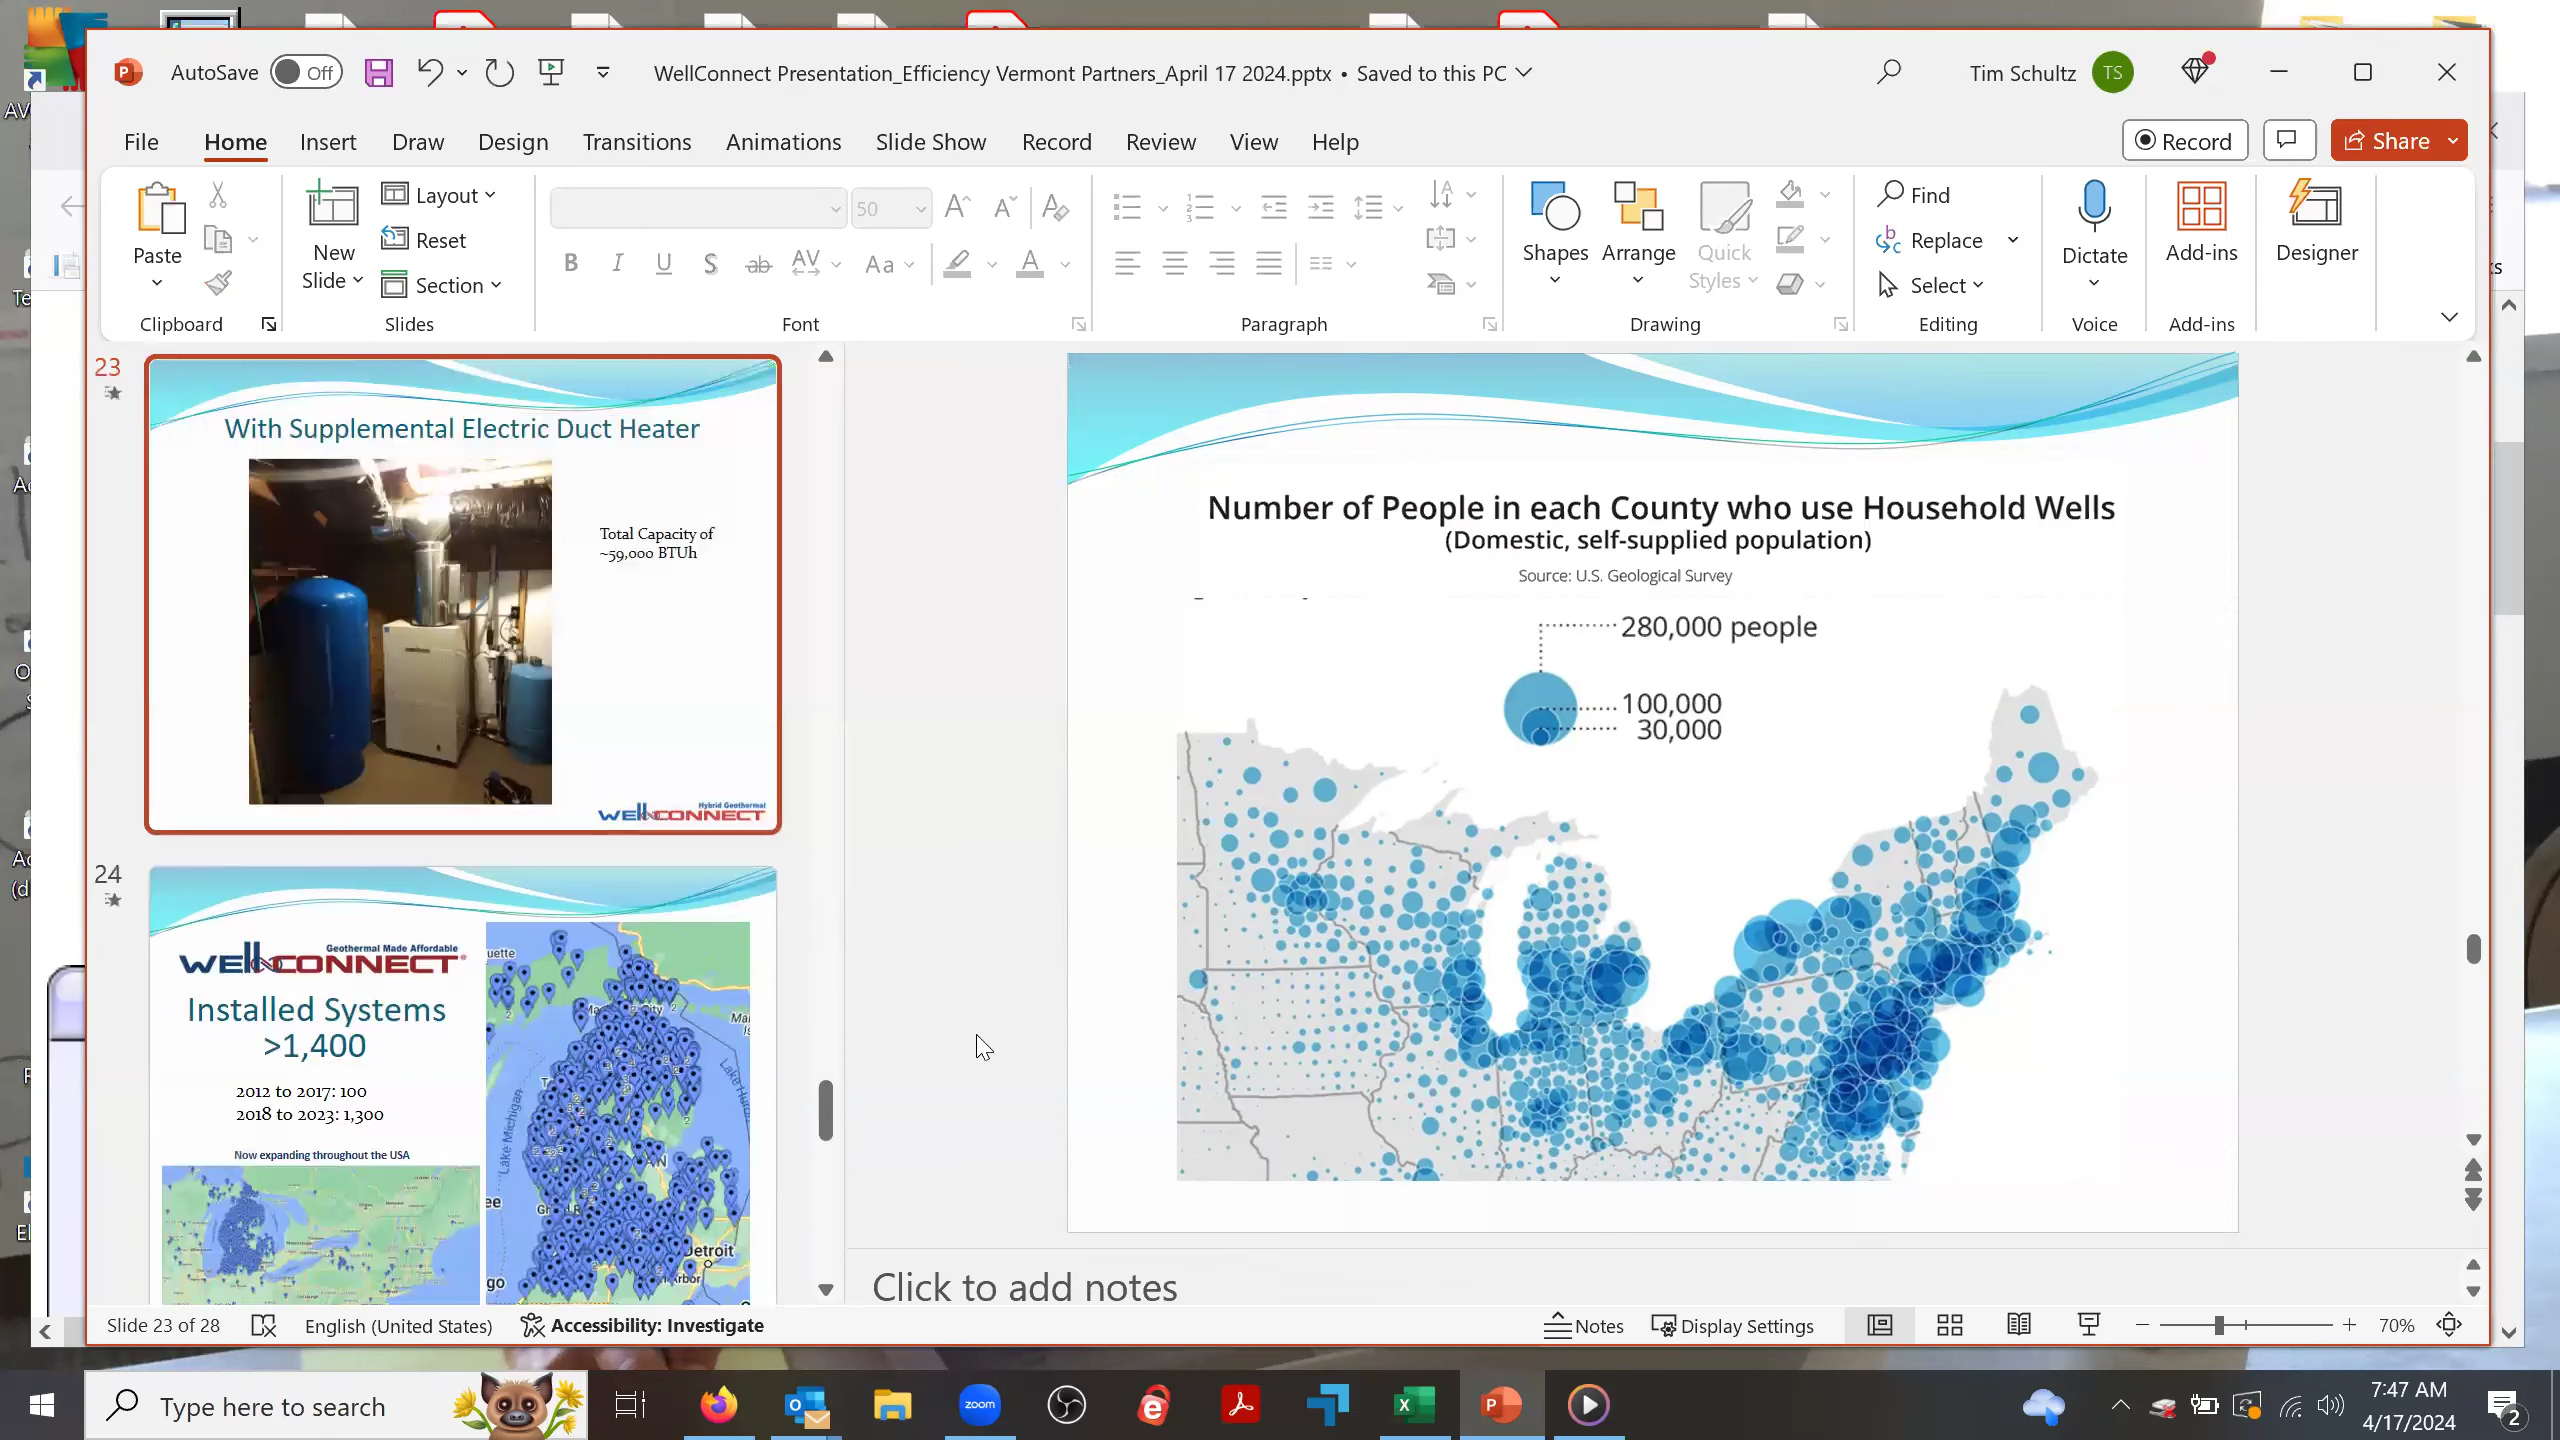 AutoSave
Off
WellConnect Presentation_Efficiency Vermont Partners_April 17 2024.pptx • Saved to this PC
Tim Schultz
TS
File
Home
Insert
Draw
Design
Transitions
Animations
Slide Show
Record
Review
View
Help
Record
Share
Paste
Clipboard
New
Slide
Layout
Reset
Section
Slides
50
Font
Paragraph
Shapes
Arrange
Quick
Styles
Drawing
Find
Replace
Select
Editing
Dictate
Voice
Add-ins
Add-ins
Designer
23
With Supplemental Electric Duct Heater
Total Capacity of
~59,000 BTUh
Hybrid Geothermal
WELLCONNECT
24
Geothermal Made Affordable
WELLCONNECT®
Installed Systems
>1,400
2012 to 2017: 100
2018 to 2023: 1,300
Now expanding throughout the USA
Lake Michigan
Detroit
Number of People in each County who use Household Wells
(Domestic, self-supplied population)
Source: U.S. Geological Survey
280,000 people
100,000
30,000
Click to add notes
Slide 23 of 28
English (United States)
Accessibility: Investigate
Notes
Display Settings
70%
Type here to search
zoom
7:47 AM
4/17/2024
2